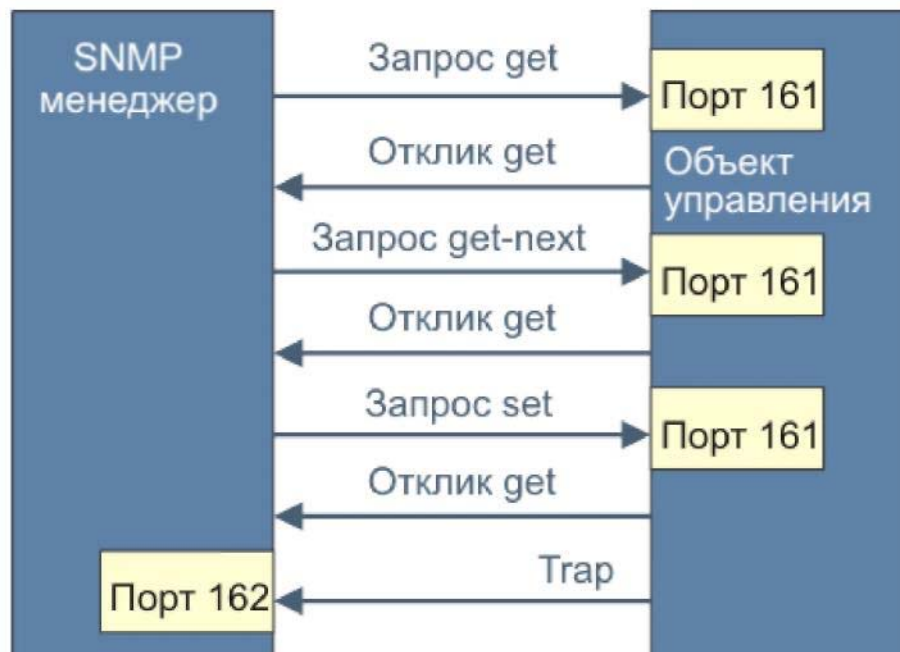 SNMP
менеджер
Запрос get
Порт 161
Отклик get
Объект
управления
Запрос get-next
Порт 161
Отклик get
Запрос set
Порт 161
Отклик get
Trap
Порт 162